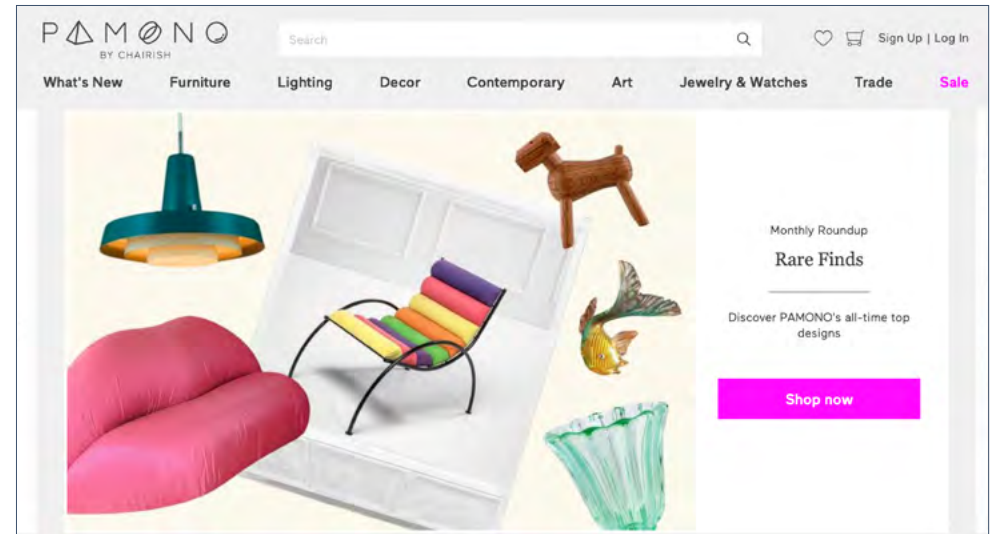 PAMONO
BY CHAIRISH
Search
Sign Up | Log In
What's New Furniture Lighting Decor Contemporary Art Jewelry & Watches Trade Sale
Monthly Roundup
Rare Finds
Discover PAMONO's all-time top
designs
Shop now